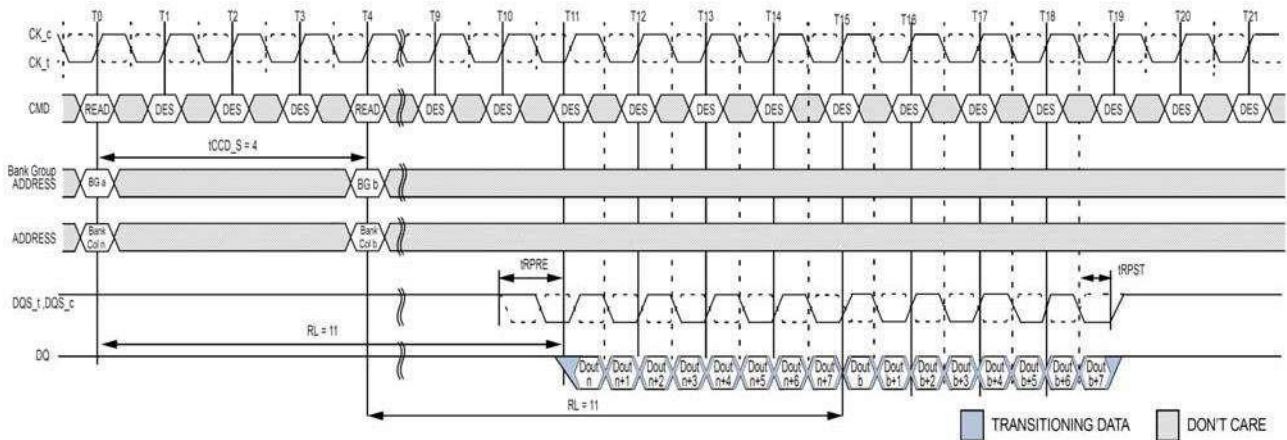 T0 T1 T2 T3 T4 T9 T10 T11 T12 T13 T14 T15 T16 T17 T18 T19 T20 T21
CK_c
CK_t
CMD READ DES DES DES READ DES DES DES DES DES DES DES DES DES DES DES DES DES
tCCD_S = 4
Bank Group
ADDRESS
BG a BG b
ADDRESS
Bank
Col n
Bank
Col b
tRPRE tRPST
DQS_t ,DQS_c
RL = 11
DQ
Dout
n
Dout
n+1
Dout
n+2
Dout
n+3
Dout
n+4
Dout
n+5
Dout
n+6
Dout
n+7
Dout
b
Dout
b+1
Dout
b+2
Dout
b+3
Dout
b+4
Dout
b+5
Dout
b+6
Dout
b+7
RL = 11
TRANSITIONING DATA DON'T CARE